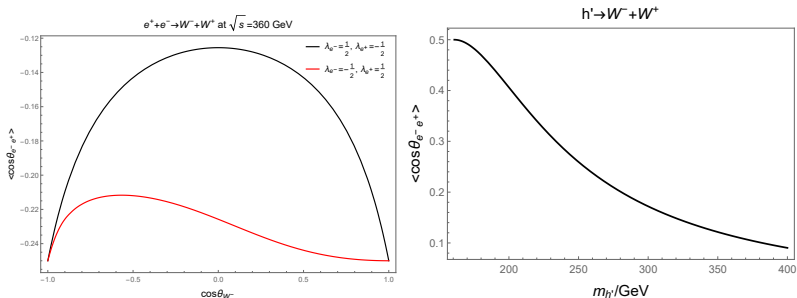 e⁺+e⁻→W⁻+W⁺ at √s =360 GeV
λₑ₋=1/2, λₑ₊=-1/2
λₑ₋=-1/2, λₑ₊=1/2
<cosθₑ₋ ₑ₊>
-0.12
-0.14
-0.16
-0.18
-0.20
-0.22
-0.24
-1.0 -0.5 0.0 0.5 1.0
cosθ_W⁻
h'→W⁻+W⁺
<cosθₑ₋ ₑ₊>
0.5
0.4
0.3
0.2
0.1
200 250 300 350 400
m_h'/GeV